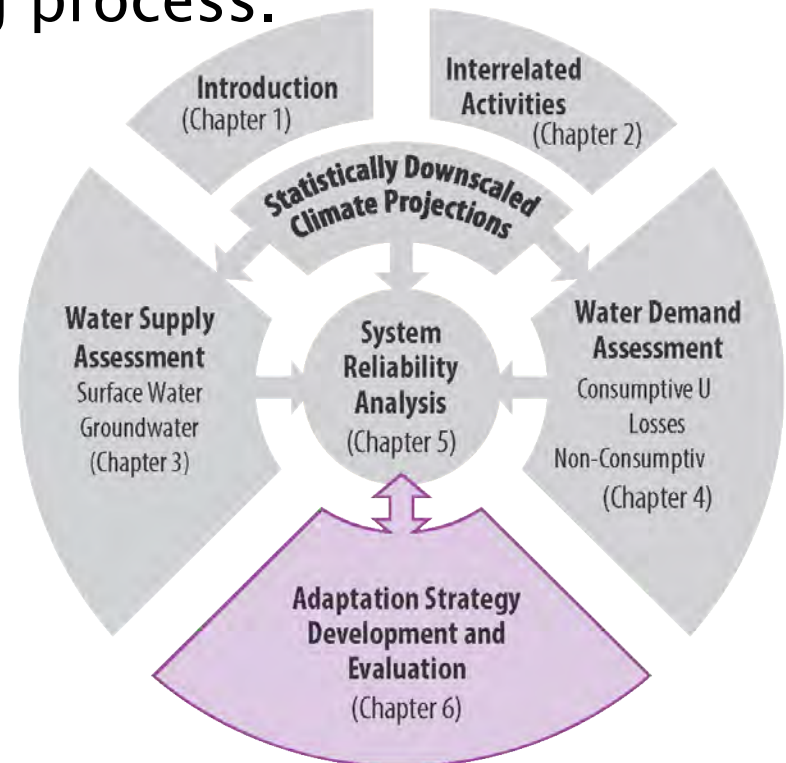 g process.
Introduction
(Chapter 1)
Interrelated
Activities
(Chapter 2)
Statistically Downscaled
Climate Projections
Water Supply
Assessment
Surface Water
Groundwater
(Chapter 3)
System
Reliability
Analysis
(Chapter 5)
Water Demand
Assessment
Consumptive U
Losses
Non-Consumptiv
(Chapter 4)
Adaptation Strategy
Development and
Evaluation
(Chapter 6)